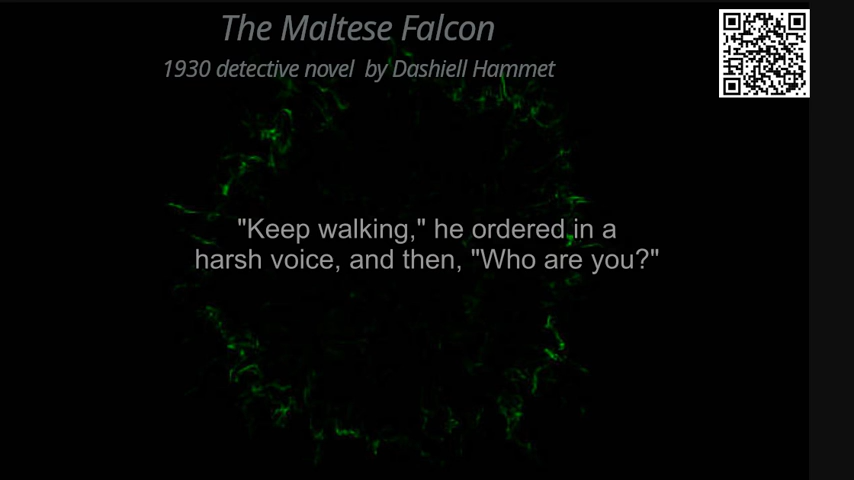 The Maltese Falcon
1930 detective novel by Dashiell Hammet
"Keep walking," he ordered in a
harsh voice, and then, "Who are you?"